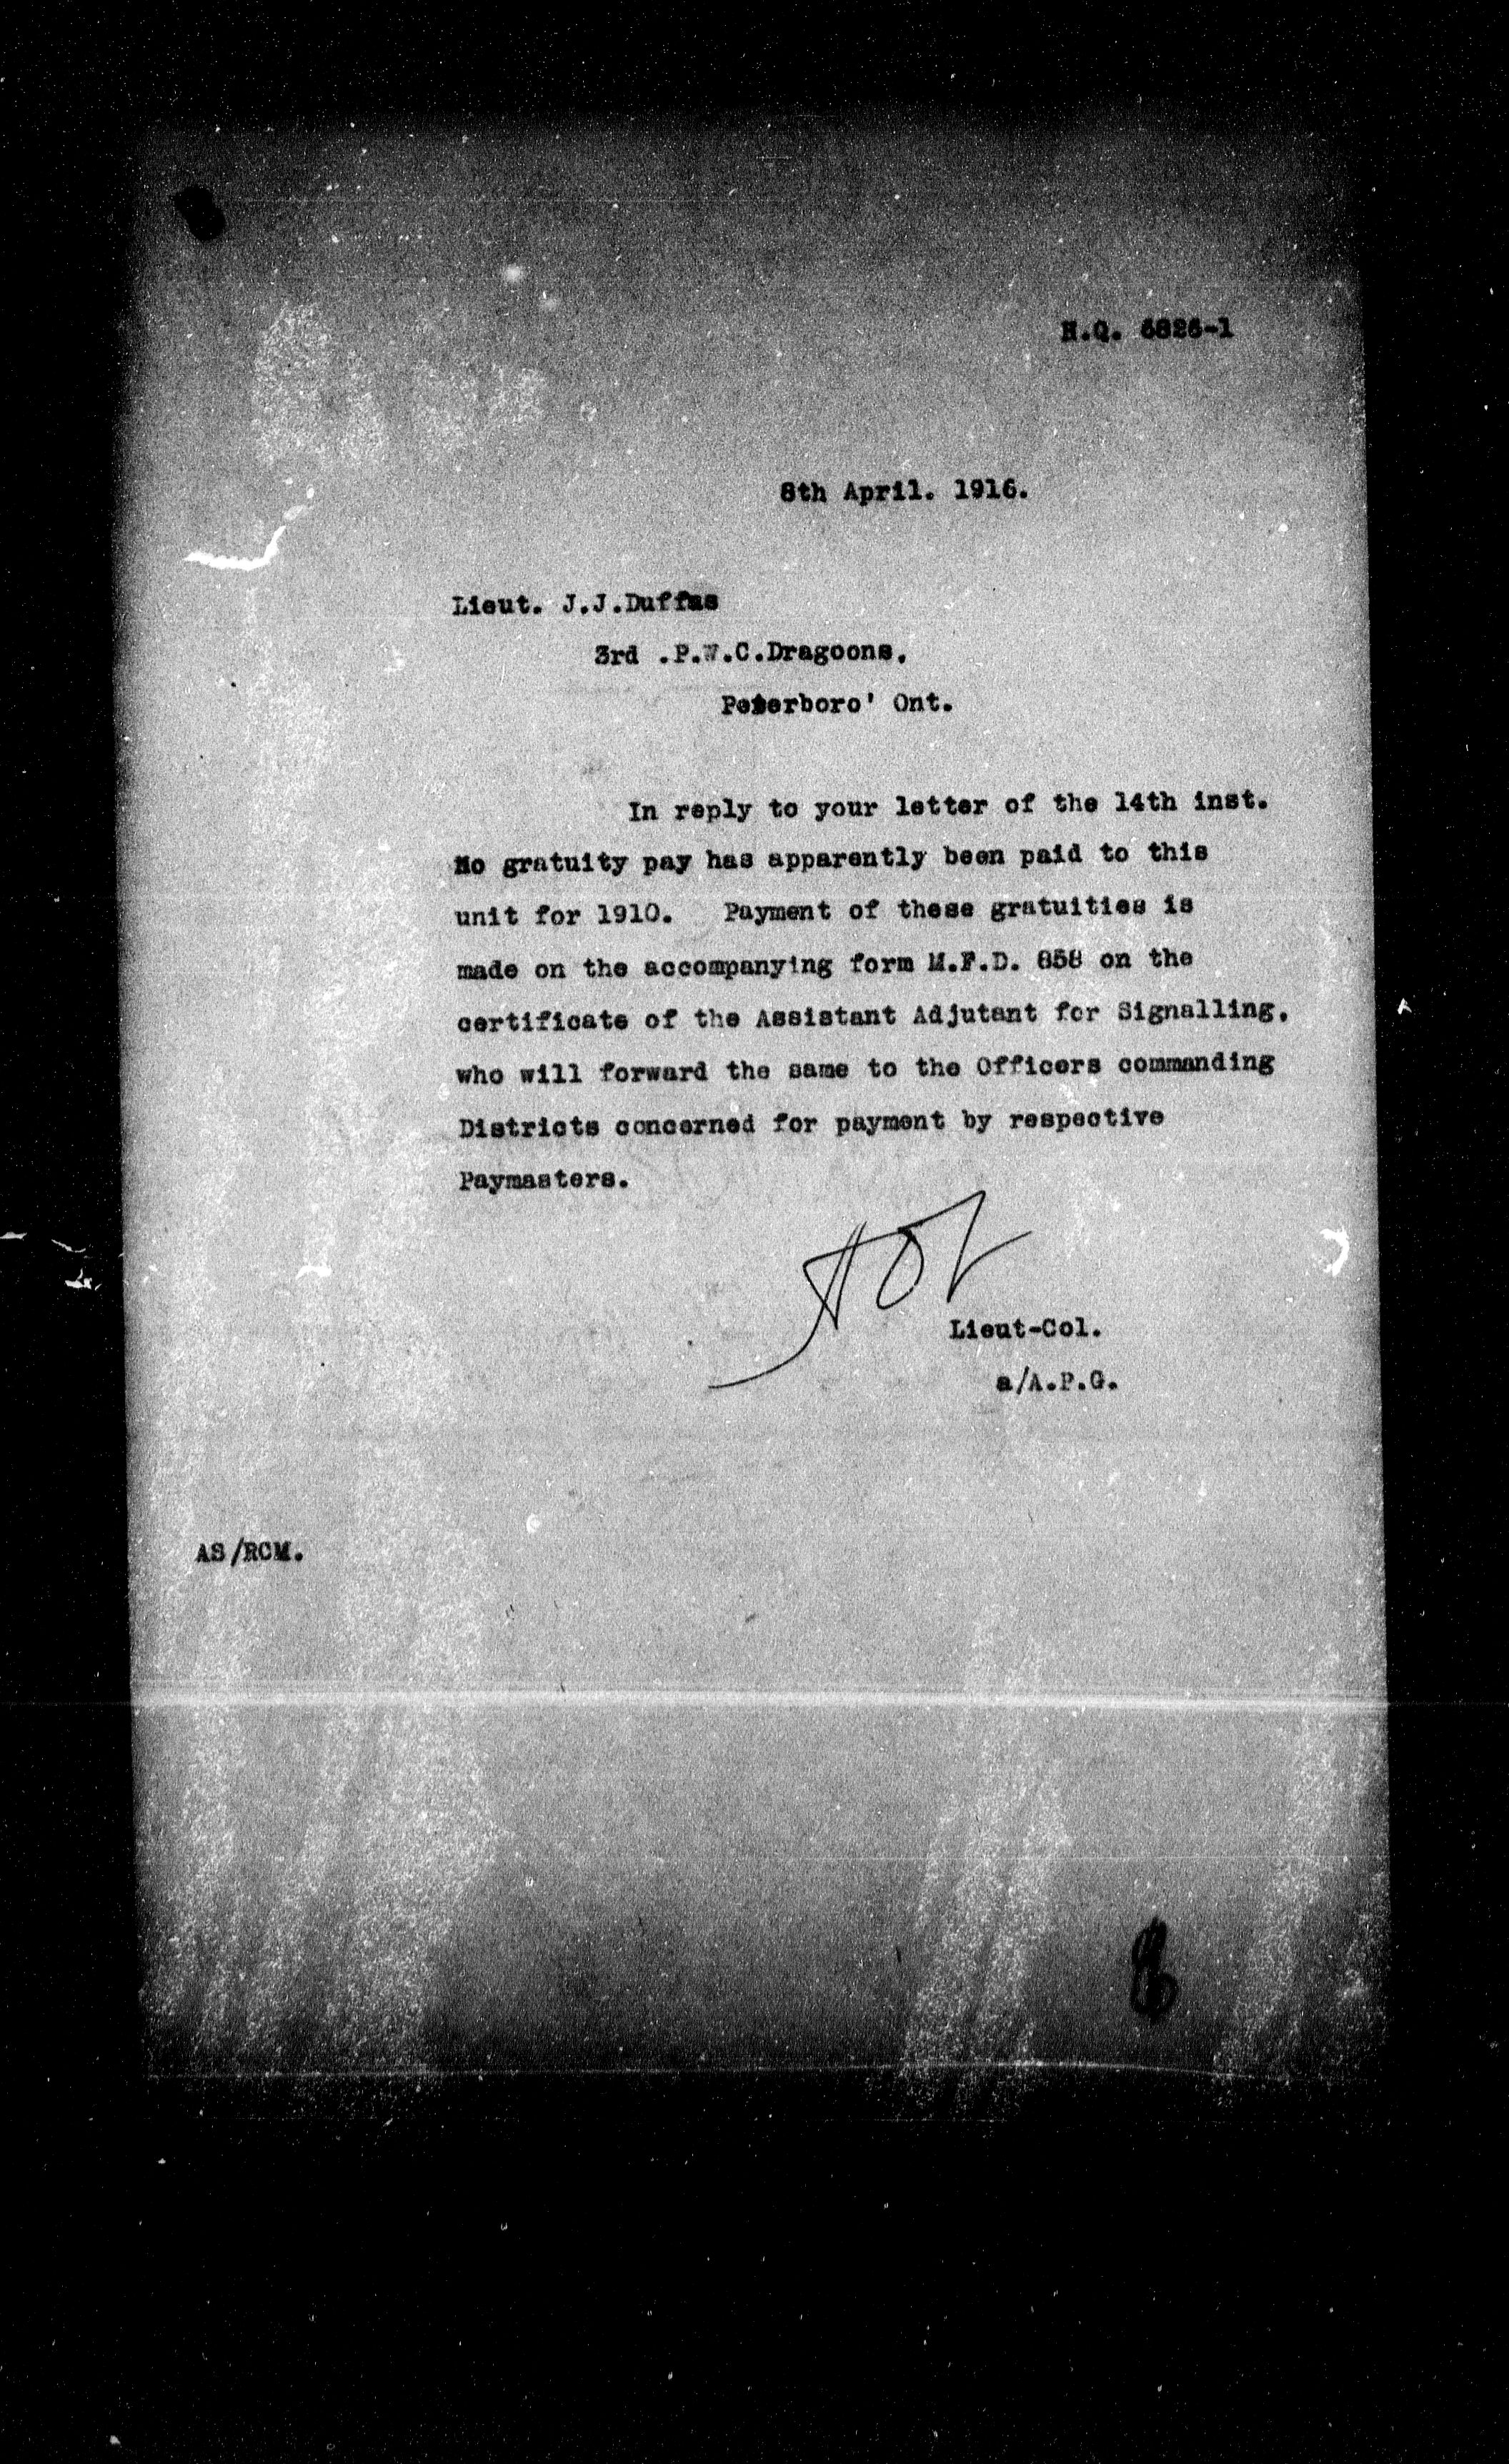 H.Q. 6826-1
8th April. 1916.
Lieut. J.J.Duffus
3rd .P.W.C.Dragoons.
Peterboro' Ont.
In reply to your letter of the 14th inst.
No gratuity pay has apparently been paid to this
unit for 1910. Payment of these gratuities is
made on the accompanying form M.F.D. 858 on the
certificate of the Assistant Adjutant for Signalling,
who will forward the same to the Officers commanding
Districts concerned for payment by respective
Paymasters.
Lieut-Col.
a/A.P.G.
AS/RCM.